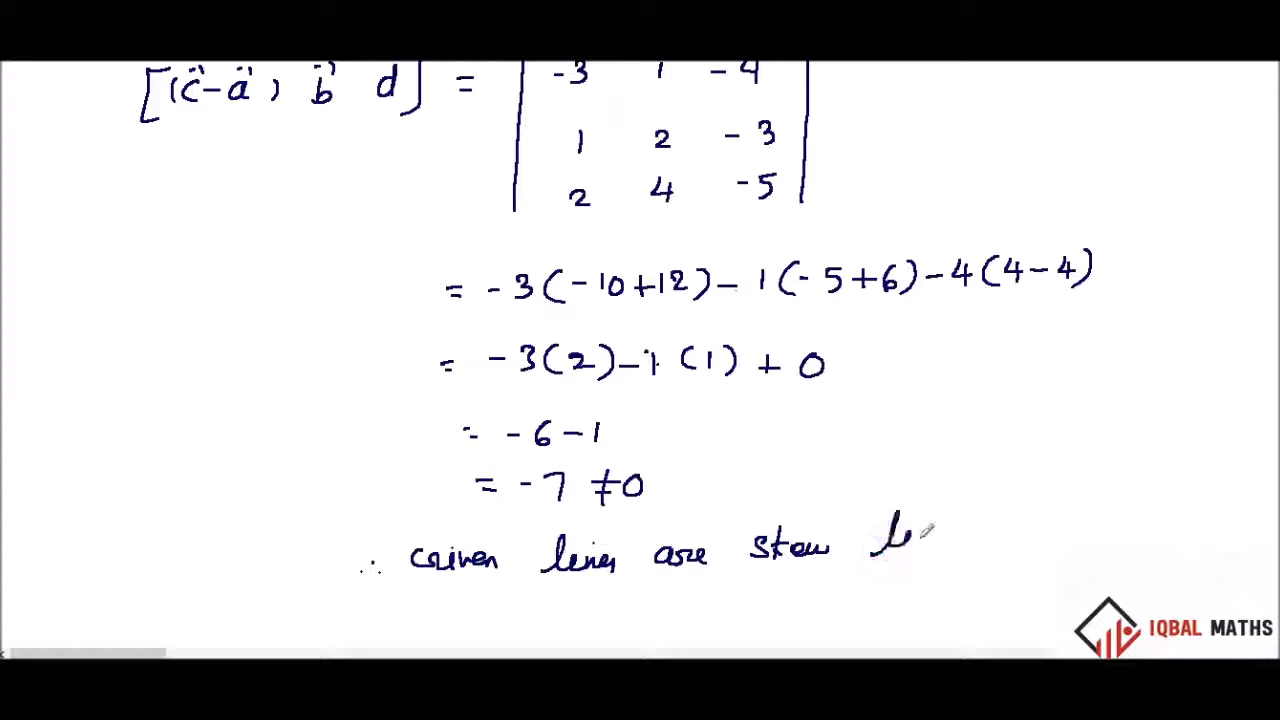 [(c⃗-a⃗) b⃗ d] = | -3 1 -4 |
| 1 2 -3 |
| 2 4 -5 |
= -3(-10+12)-1(-5+6)-4(4-4)
= -3(2)-1(1)+0
= -6-1
= -7 ≠0
∴ Given lines are skew
IQBAL MATHS